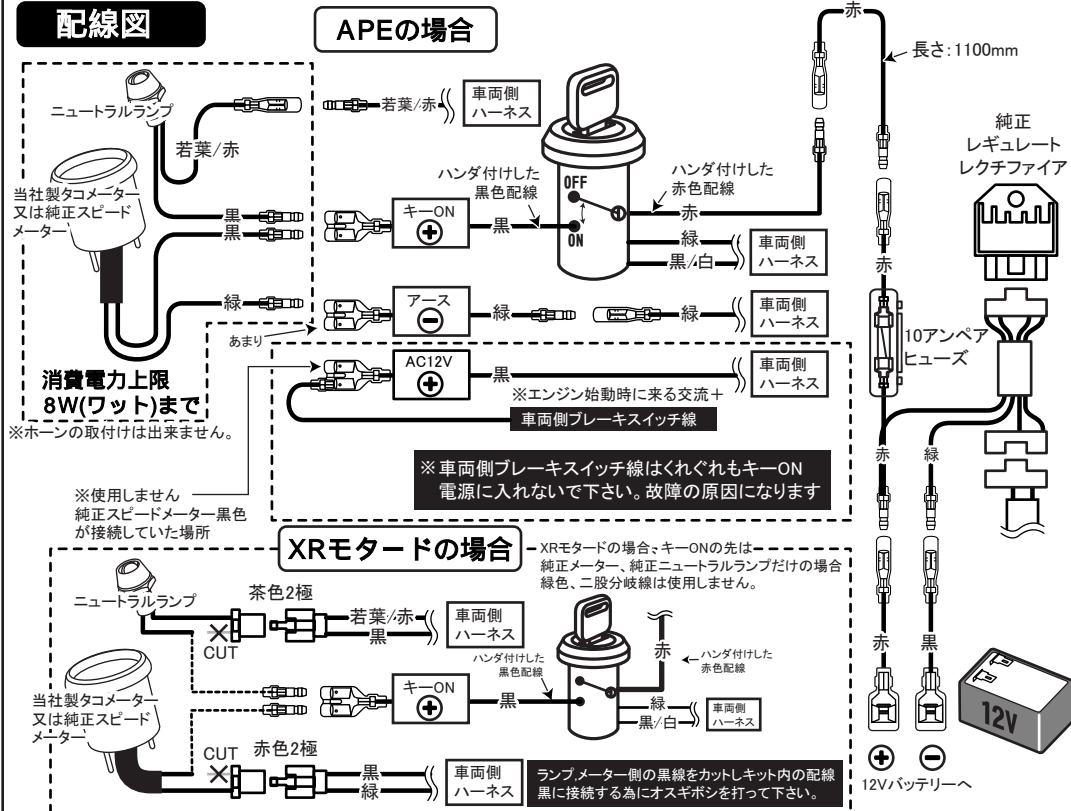 配線図
APEの場合
赤
長さ:1100mm
ニュートラルランプ
若葉/赤
若葉/赤
車両側
ハーネス
純正
レギュレート
レクチファイア
当社製タコメーター
又は純正スピード
メーター
黒
黒
緑
ハンダ付けした
黒色配線
OFF
ON
ハンダ付けした
赤色配線
キーON
⊕
黒
赤
緑
黒/白
車両側
ハーネス
赤
アース
⊖
緑
緑
車両側
ハーネス
あまり
10アンペア
ヒューズ
AC12V
⊕
黒
車両側
ハーネス
※エンジン始動時に来る交流+
車両側ブレーキスイッチ線
消費電力上限
8W(ワット)まで
※ホーンの取付けは出来ません。
赤
緑
※車両側ブレーキスイッチ線はくれぐれもキーON
電源に入れないで下さい。故障の原因になります
※使用しません
純正スピードメーター黒色
が接続していた場所
XRモタードの場合
XRモタードの場合、キーONの先は
純正メーター、純正ニュートラルランプだけの場合
緑色、二股分岐線は使用しません。
ニュートラルランプ
茶色2極
CUT
若葉/赤
黒
車両側
ハーネス
赤
ハンダ付けした
黒色配線
ハンダ付けした
赤色配線
当社製タコメーター
又は純正スピード
メーター
キーON
⊕
黒
緑
黒/白
車両側
ハーネス
赤
黒
12V
CUT
赤色2極
黒
緑
車両側
ハーネス
ランプ,メーター側の黒線をカットしキット内の配線
黒に接続する為にオスギボシを打って下さい。
⊕
⊖
12Vバッテリーへ